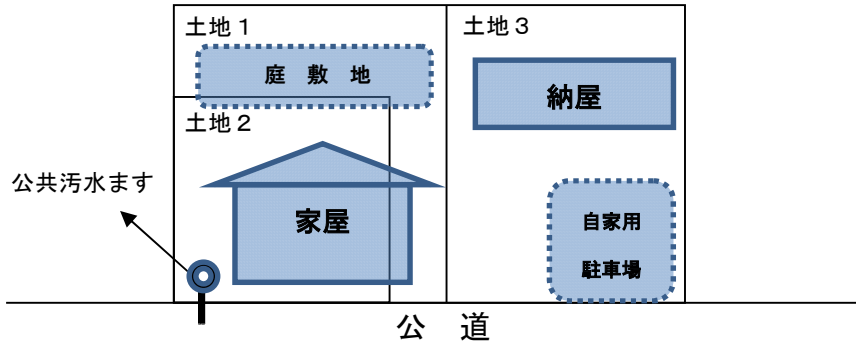 土地１
土地３
庭 敷 地
納屋
土地２
公共汚水ます
家屋
自家用
駐車場
公 道